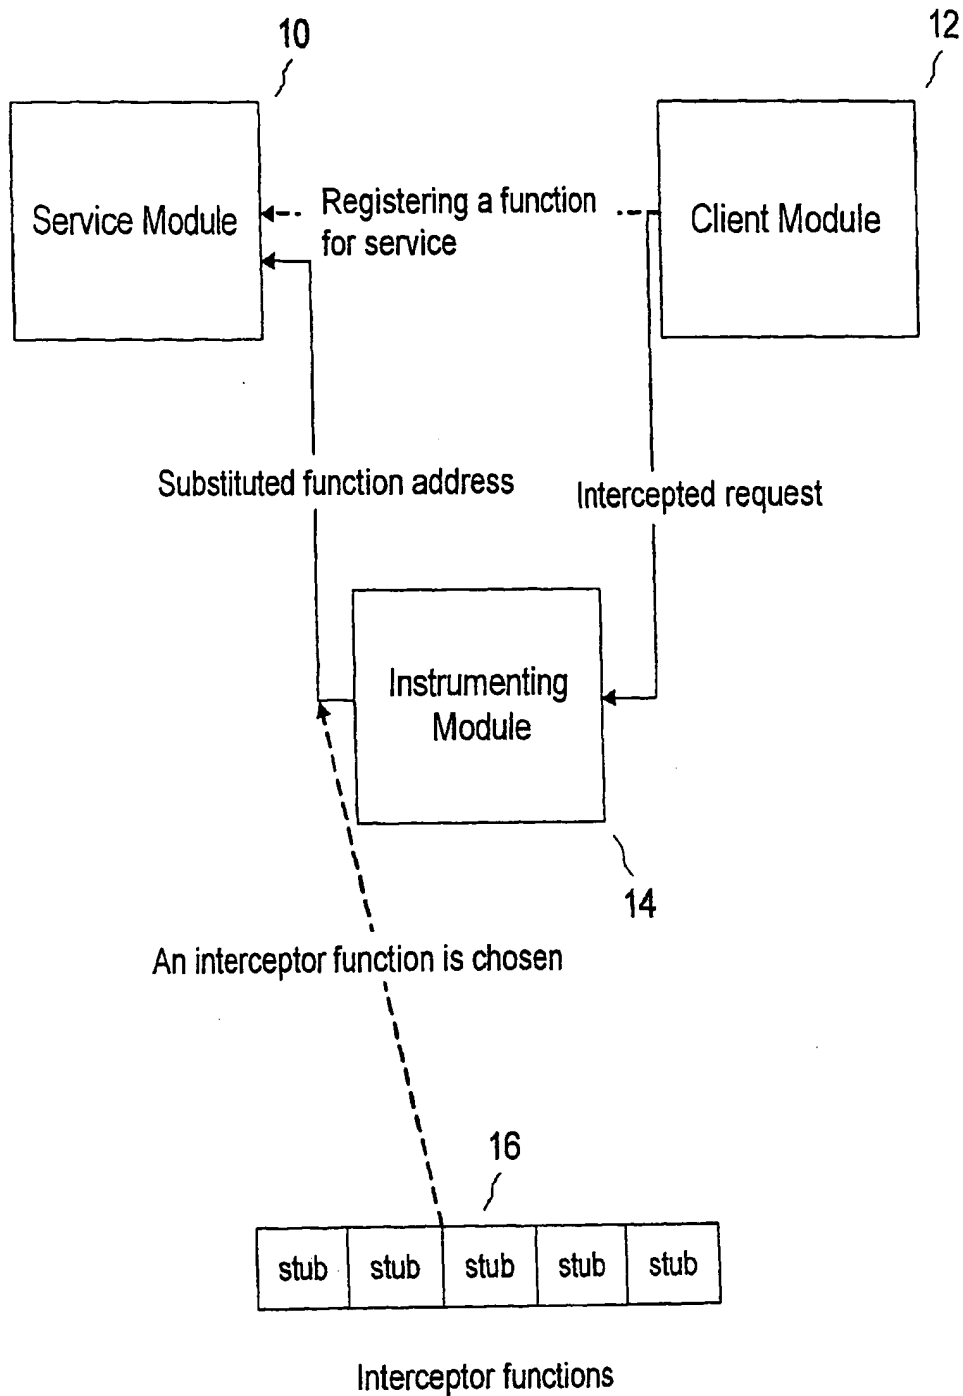 10
12
Service Module
Registering a function
for service
Client Module
Substituted function address
Intercepted request
Instrumenting
Module
14
An interceptor function is chosen
16
stub stub stub stub stub
Interceptor functions